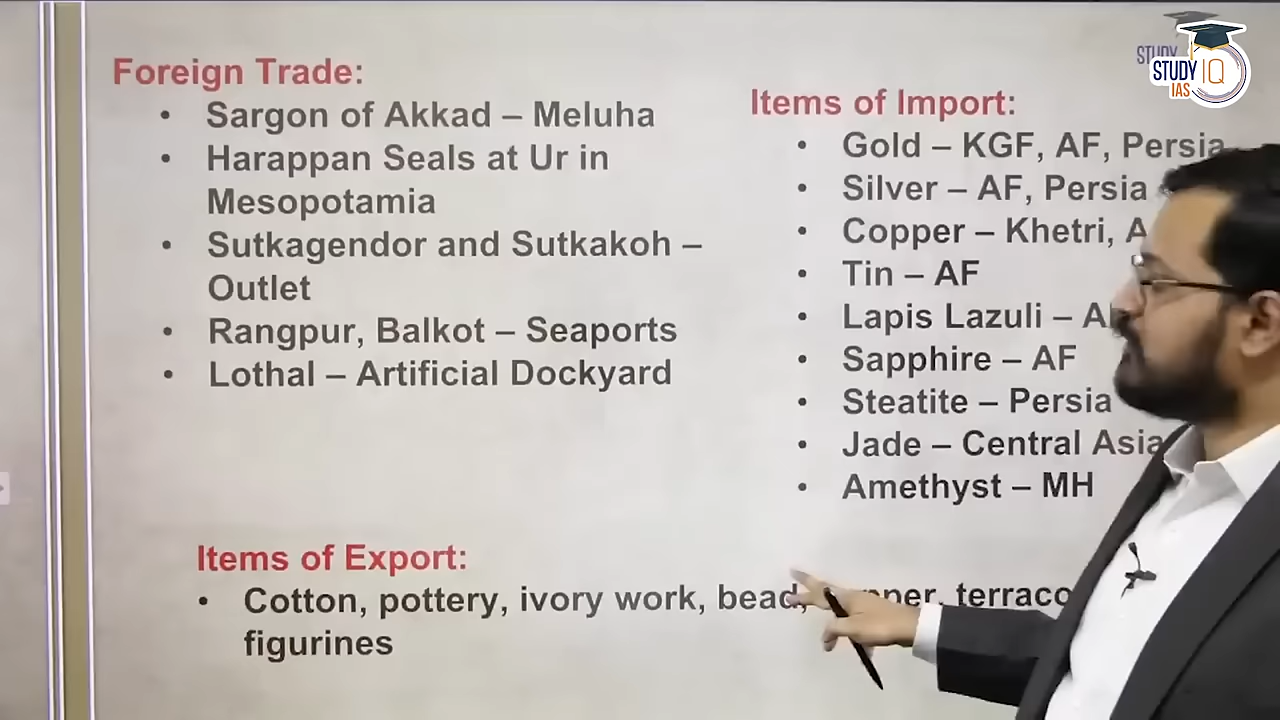 Foreign Trade:
• Sargon of Akkad – Meluha
• Harappan Seals at Ur in
Mesopotamia
• Sutkagendor and Sutkakoh –
Outlet
• Rangpur, Balkot – Seaports
• Lothal – Artificial Dockyard
Items of Import:
• Gold – KGF, AF, Persia
• Silver – AF, Persia
• Copper – Khetri,
• Tin – AF
• Lapis Lazuli –
• Sapphire – AF
• Steatite – Persia
• Jade – Central Asia
• Amethyst – MH
Items of Export:
• Cotton, pottery, ivory work, bead,
figurines
STUDY
STUDY IQ
IAS